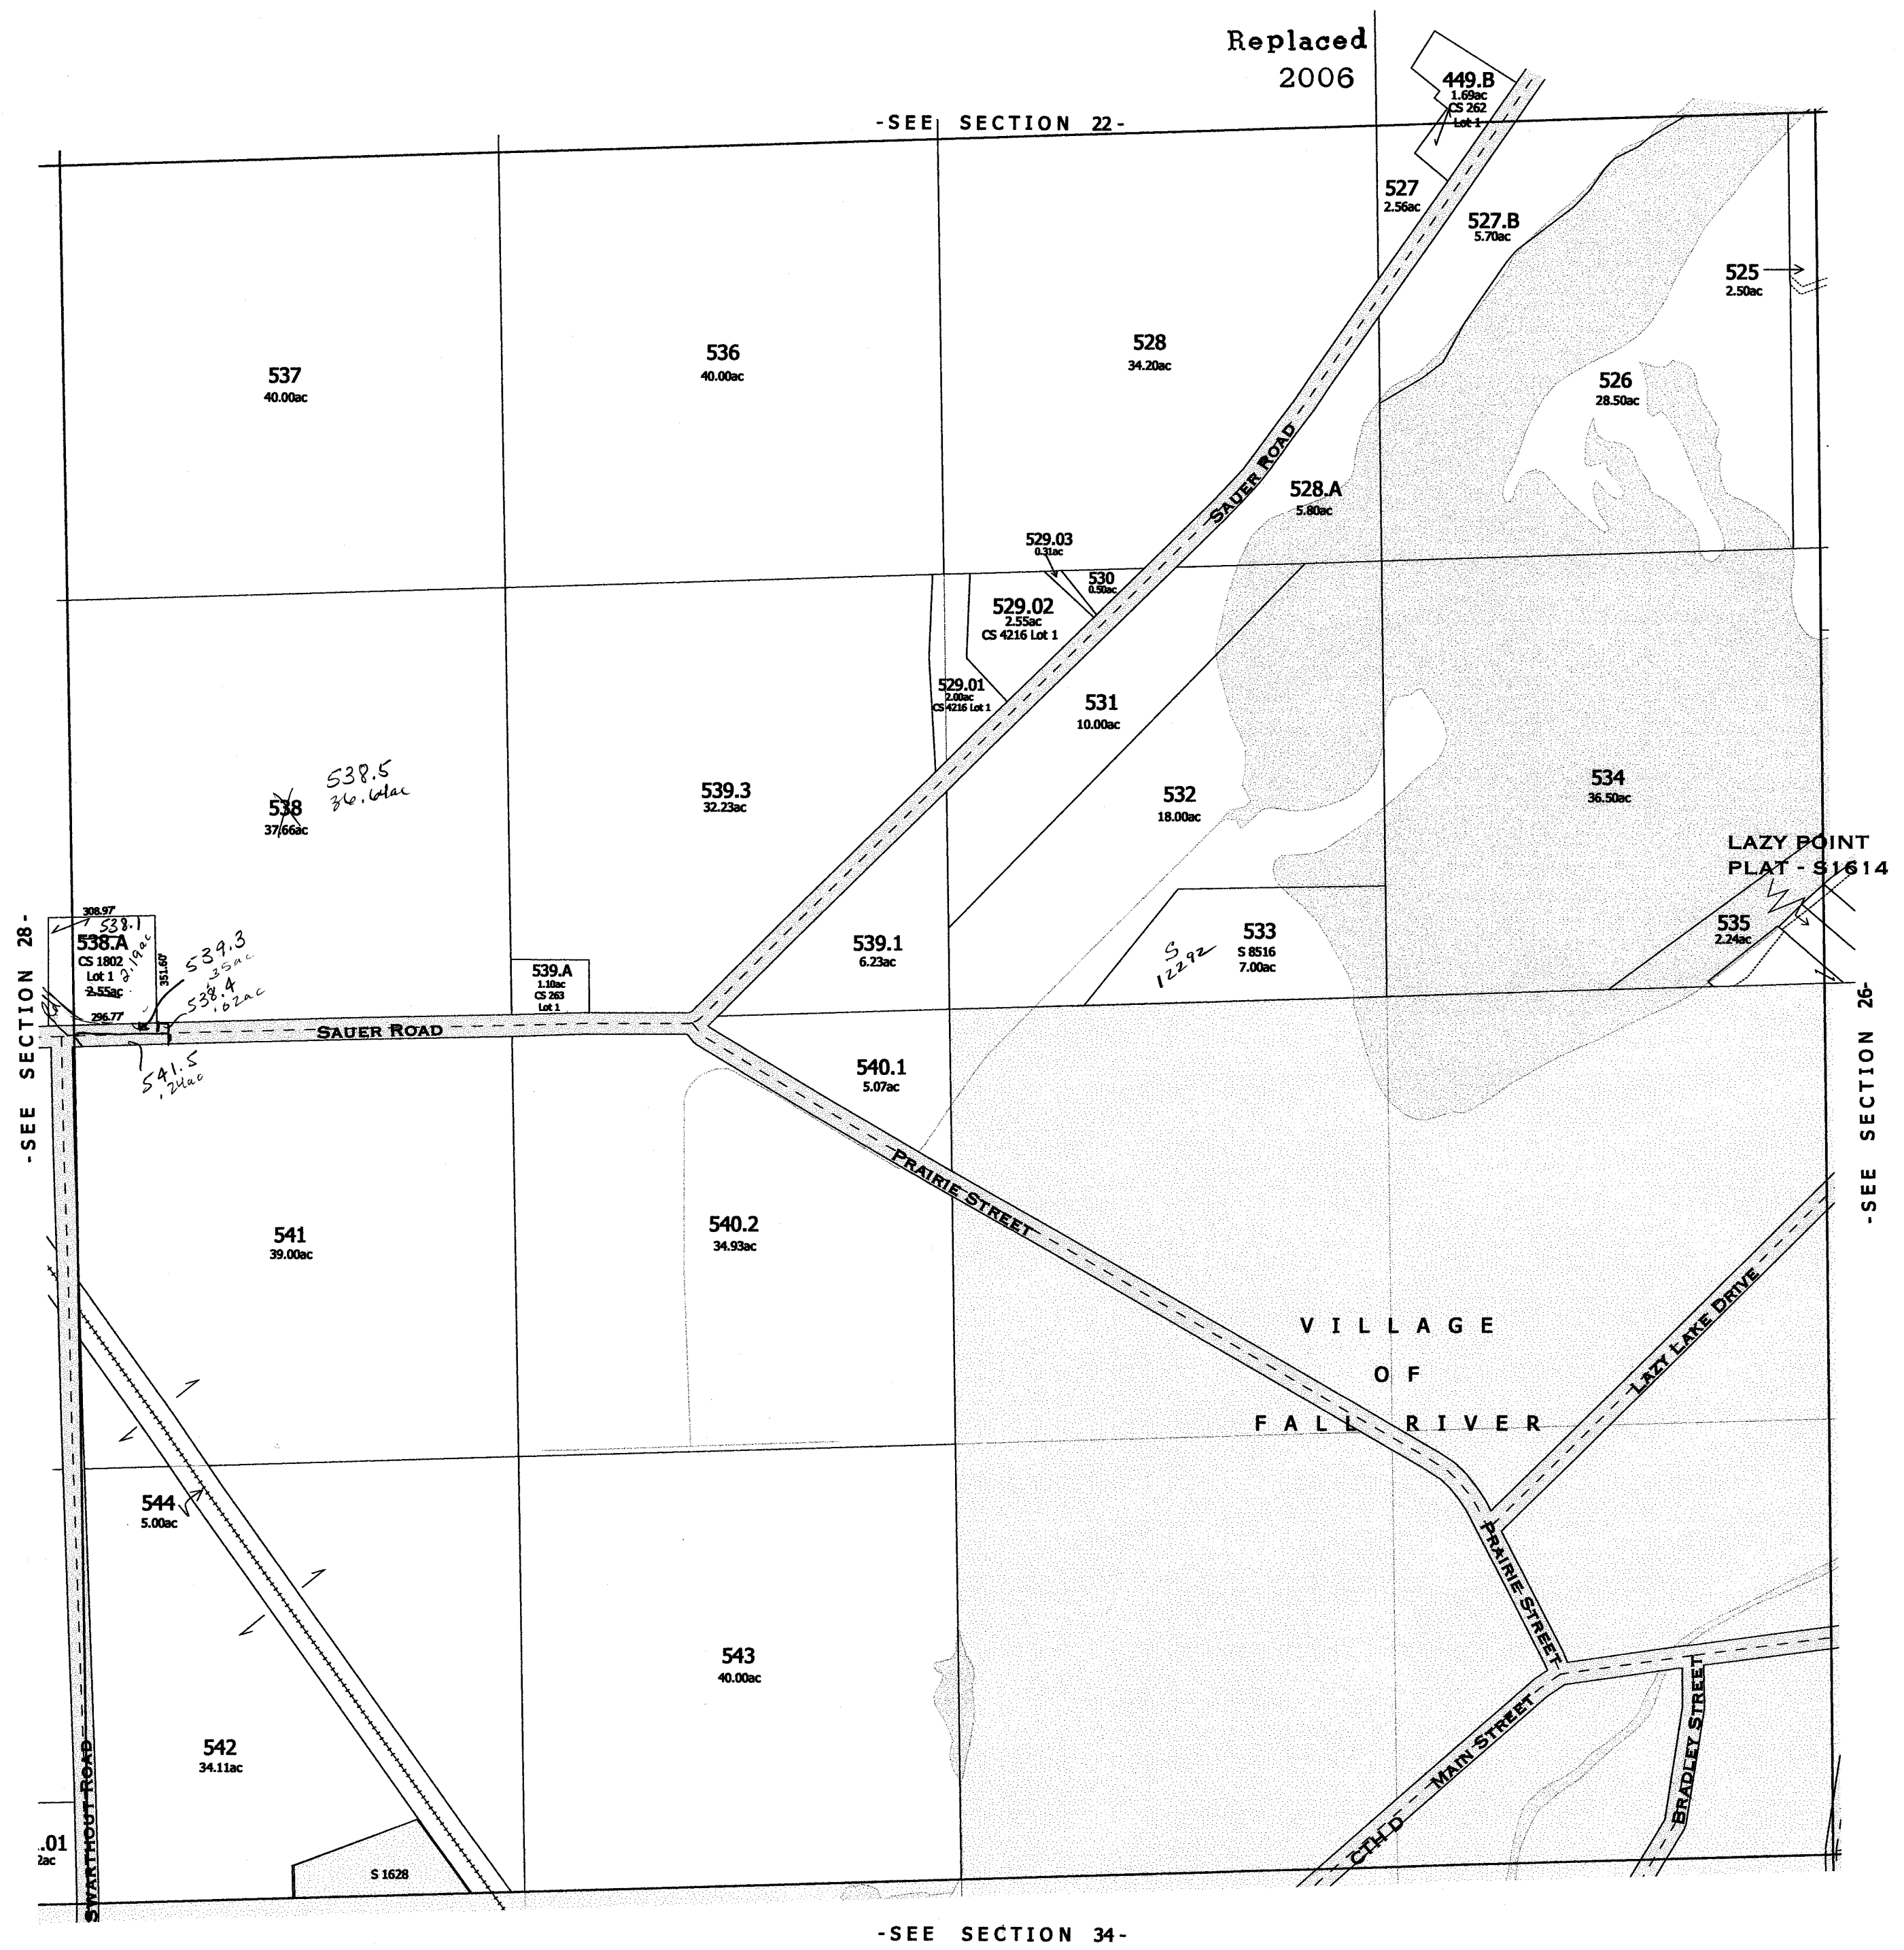 Replaced
2006
449.B
1.69ac
CS 262
Lot 1
-SEE SECTION 22-
527
2.56ac
527.B
5.70ac
525
2.50ac
537
40.00ac
536
40.00ac
528
34.20ac
526
28.50ac
SAUER ROAD
528.A
5.80ac
529.03
0.31ac
530
0.50ac
529.02
2.55ac
CS 4216 Lot 1
529.01
2.00ac
CS 4216 Lot 1
531
10.00ac
538
37.66ac
538.5
36.64ac
539.3
32.23ac
532
18.00ac
534
36.50ac
LAZY POINT
PLAT - S1614
535
2.24ac
308.97'
538.1
538.A
CS 1802
Lot 1
2.55ac
2.19ac
351.60'
296.77'
539.3
.35ac
538.4
.62ac
541.5
.24ac
539.A
1.10ac
CS 263
Lot 1
539.1
6.23ac
S
12292
533
S 8516
7.00ac
-SEE SECTION 28-
-SEE SECTION 26-
SAUER ROAD
540.1
5.07ac
PRAIRIE STREET
541
39.00ac
540.2
34.93ac
LAZY LAKE DRIVE
VILLAGE
OF
FALL RIVER
544
5.00ac
PRAIRIE STREET
543
40.00ac
542
34.11ac
MAIN STREET
CTH D
BRADLEY STREET
SWARTHOUT ROAD
.01
2ac
S 1628
-SEE SECTION 34-